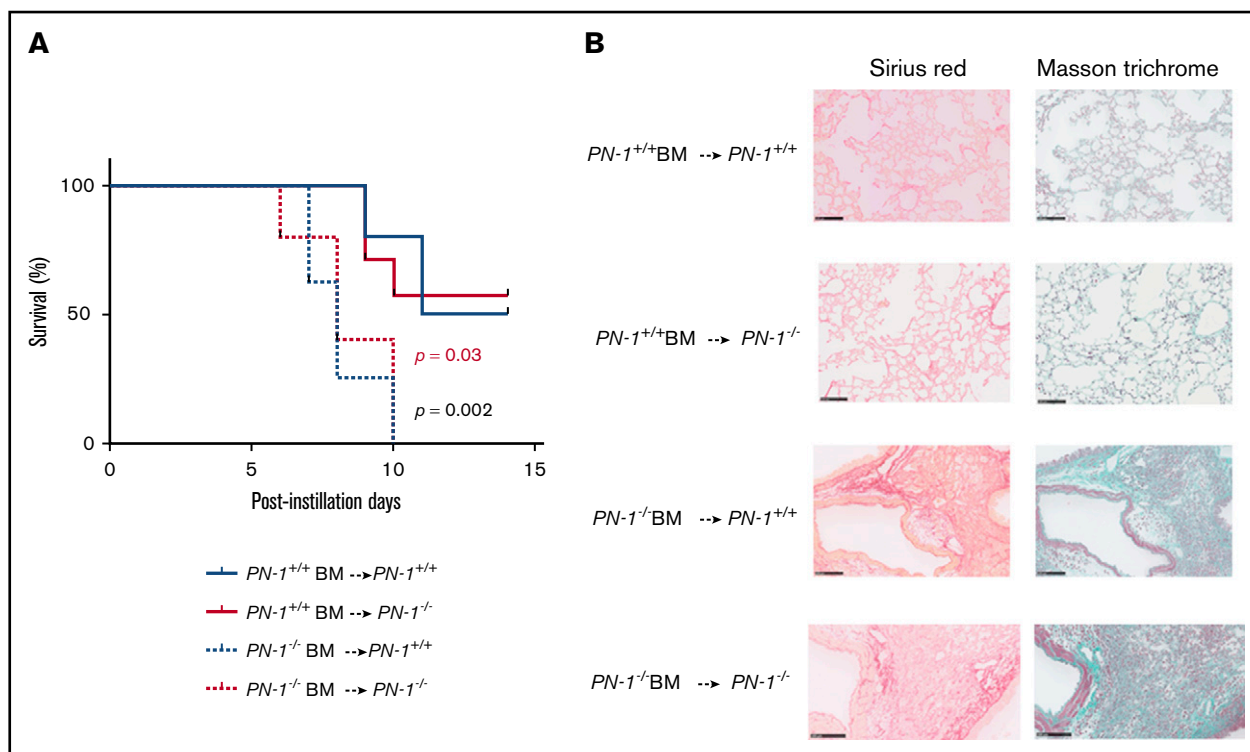 A
Survival (%)
100
50
0
0 5 10 15
p = 0.03
p = 0.002
Post-instillation days
PN-1+/+ BM ⇢ PN-1+/+
PN-1+/+ BM ⇢ PN-1-/-
PN-1-/- BM ⇢ PN-1+/+
PN-1-/- BM ⇢ PN-1-/-
B
Sirius red Masson trichrome
PN-1+/+BM ⇢ PN-1+/+
PN-1+/+BM ⇢ PN-1-/-
PN-1-/-BM ⇢ PN-1+/+
PN-1-/-BM ⇢ PN-1-/-